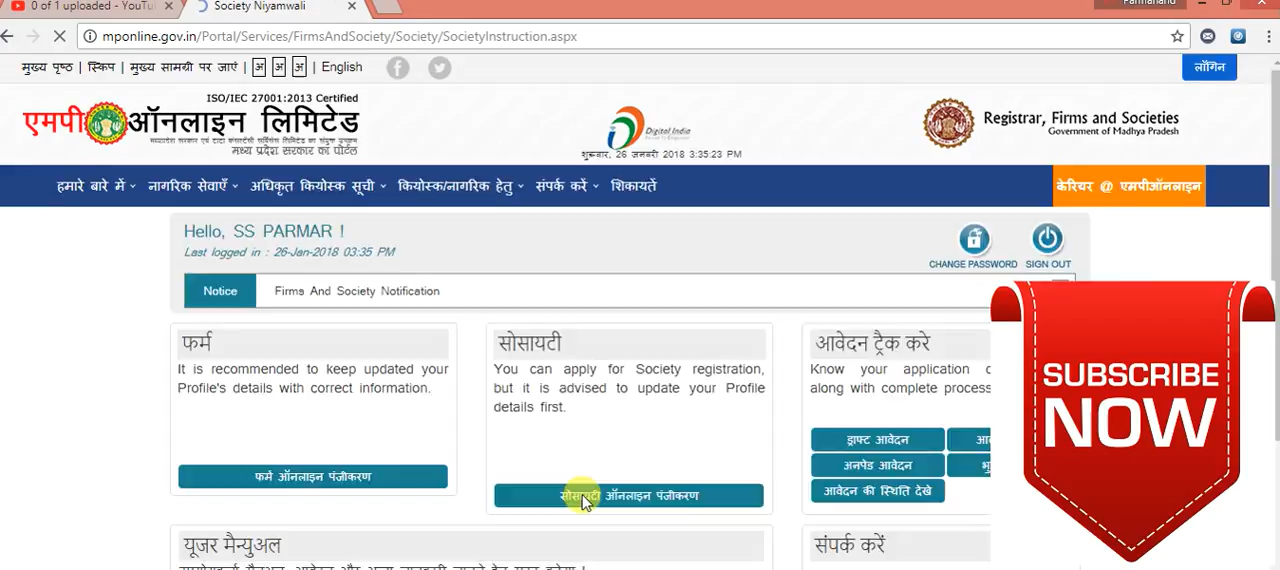 0 of 1 uploaded - YouTu
Society Niyamwali
Parmanand
mponline.gov.in/Portal/Services/FirmsAndSociety/Society/SocietyInstruction.aspx
मुख्य पृष्ठ | स्किप | मुख्य सामग्री पर जाएं | अ अ अ | English
लॉगिन
ISO/IEC 27001:2013 Certified
एमपी ऑनलाइन लिमिटेड
मध्य प्रदेश सरकार का पोर्टल
Digital India
शुक्रवार, 26 जनवरी 2018 3:35:23 PM
Registrar, Firms and Societies
Government of Madhya Pradesh
हमारे बारे में नागरिक सेवाएँ अधिकृत कियोस्क सूची कियोस्क/नागरिक हेतु संपर्क करें शिकायतें
केरियर @ एमपीऑनलाइन
Hello, SS PARMAR !
Last logged in : 26-Jan-2018 03:35 PM
CHANGE PASSWORD
SIGN OUT
Notice
Firms And Society Notification
फर्म
It is recommended to keep updated your
Profile's details with correct information.
फर्म ऑनलाइन पंजीकरण
सोसायटी
You can apply for Society registration,
but it is advised to update your Profile
details first.
सोसायटी ऑनलाइन पंजीकरण
आवेदन ट्रैक करे
Know your application
along with complete process
ड्राफ्ट आवेदन
अनपेड आवेदन
आवेदन की स्थिति देखे
SUBSCRIBE
NOW
यूजर मैन्युअल
संपर्क करें